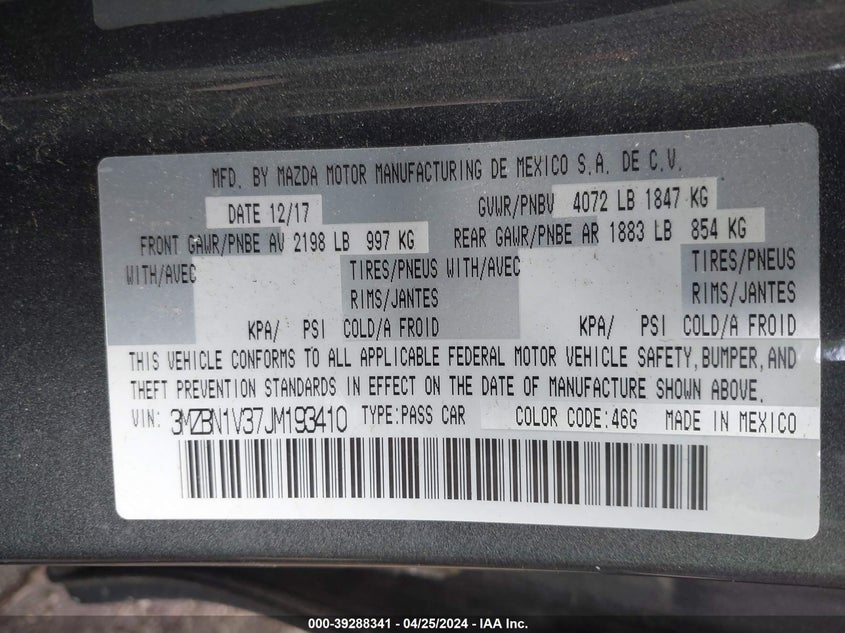 MFD. BY MAZDA MOTOR MANUFACTURING DE MEXICO S.A. DE C.V.
DATE 12/17 GVWR/PNBV 4072 LB 1847 KG
FRONT GAWR/PNBE AV 2198 LB 997 KG REAR GAWR/PNBE AR 1883 LB 854 KG
WITH/AVEC TIRES/PNEUS WITH/AVEC TIRES/PNEUS
RIMS/JANTES RIMS/JANTES
KPA/ PSI COLD/A FROID KPA/ PSI COLD/A FROID
THIS VEHICLE CONFORMS TO ALL APPLICABLE FEDERAL MOTOR VEHICLE SAFETY, BUMPER, AND
THEFT PREVENTION STANDARDS IN EFFECT ON THE DATE OF MANUFACTURE SHOWN ABOVE.
VIN: 3MZBN1V37JM193410 TYPE:PASS CAR COLOR CODE:46G MADE IN MEXICO
000-39288341 - 04/25/2024 - IAA Inc.